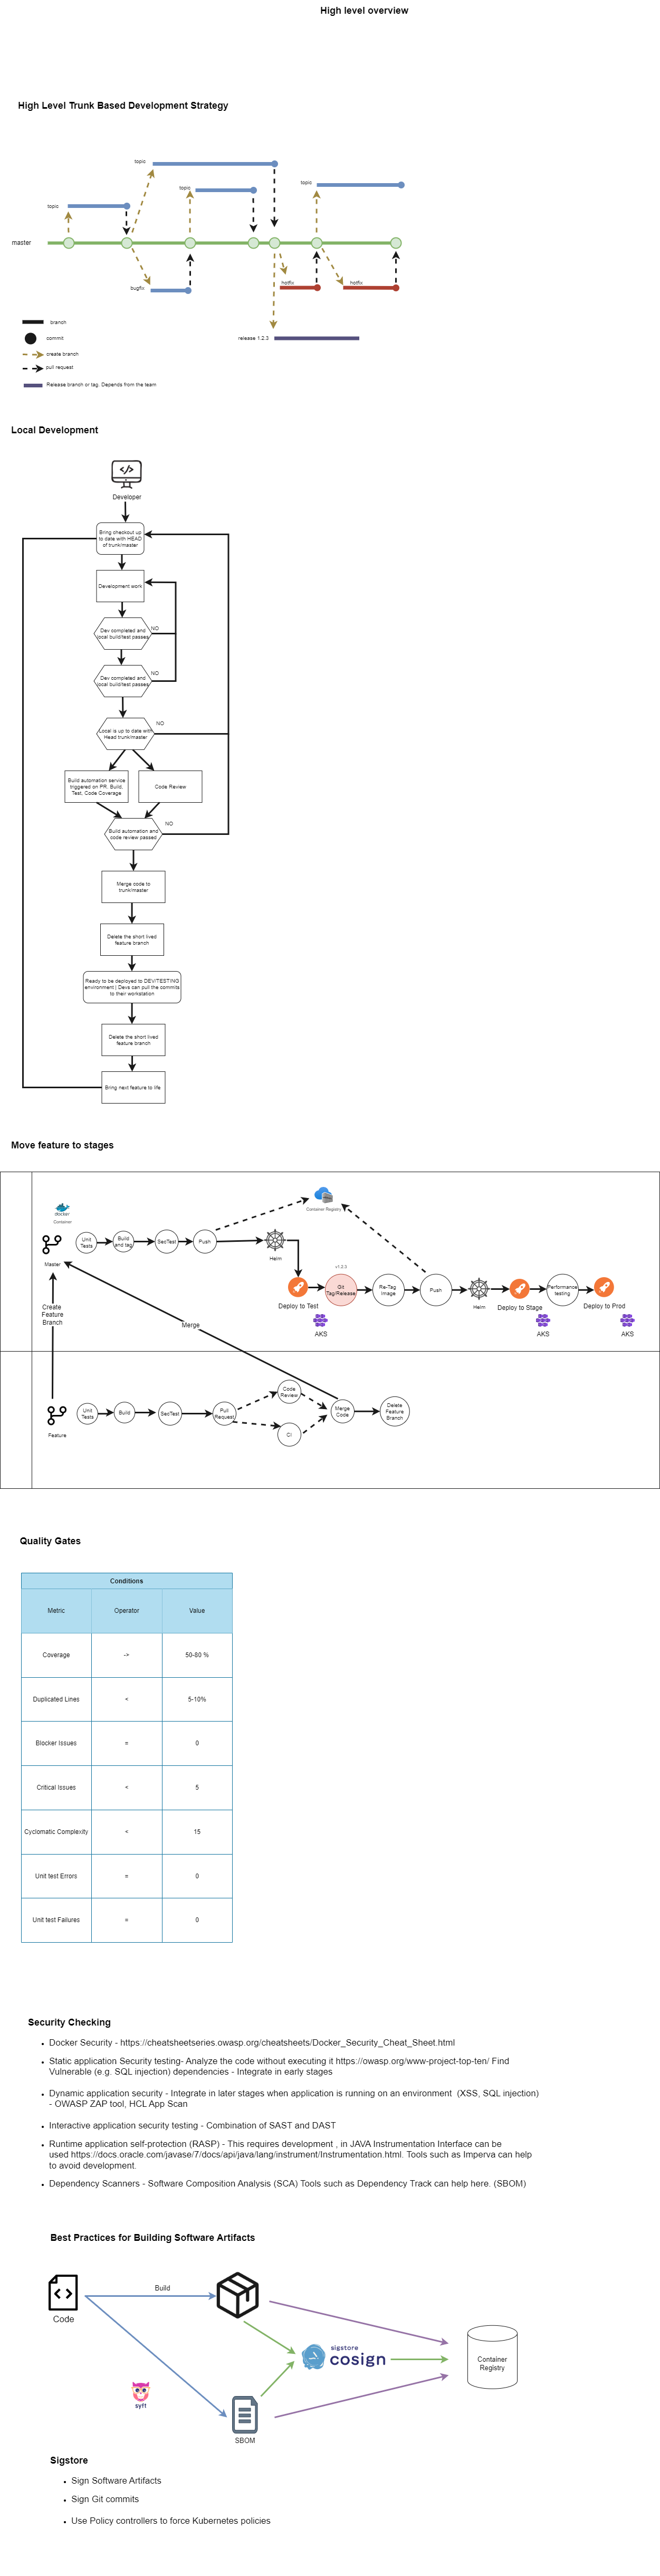 High level overview
High Level Trunk Based Development Strategy
topic
topic
topic
topic
master
bugfix
hotfix
hotfix
release 1.2.3
branch
commit
create branch
pull request
Release branch or tag. Depends from the team
Local Development
Developer
Bring checkout up
to date with HEAD
of trunk/master
Development work
Dev completed and
local build/test passes
NO
Dev completed and
local build/test passes
NO
Local is up to date with
Head trunk/master
NO
Build automation service
triggered on PR: Build,
Test, Code Coverage
Code Review
Build automation and
code review passed
NO
Merge code to
trunk/master
Delete the short lived
feature branch
Ready to be deployed to DEV/TESTING
environment | Devs can pull the commits
to their workstation
Delete the short lived
feature branch
Bring next feature to life
Move feature to stages
docker
Container
Container Registry
Master
Unit
Tests
Build
and tag
SecTest
Push
Helm
v1.2.3
Deploy to Test
Git
Tag/Release
Re-Tag
Image
Push
Helm
Deploy to Stage
Performance
testing
Deploy to Prod
AKS
AKS
AKS
Create
Feature
Branch
Merge
Feature
Unit
Tests
Build
SecTest
Pull
Request
Code
Review
CI
Merge
Code
Delete
Feature
Branch
Quality Gates
Conditions
Metric Operator Value
Coverage -> 50-80 %
Duplicated Lines < 5-10%
Blocker Issues = 0
Critical Issues < 5
Cyclomatic Complexity < 15
Unit test Errors = 0
Unit test Failures = 0
Security Checking
• Docker Security - https://cheatsheetseries.owasp.org/cheatsheets/Docker_Security_Cheat_Sheet.html
• Static application Security testing- Analyze the code without executing it https://owasp.org/www-project-top-ten/ Find
Vulnerable (e.g. SQL injection) dependencies - Integrate in early stages
• Dynamic application security - Integrate in later stages when application is running on an environment (XSS, SQL injection)
- OWASP ZAP tool, HCL App Scan
• Interactive application security testing - Combination of SAST and DAST
• Runtime application self-protection (RASP) - This requires development , in JAVA Instrumentation Interface can be
used https://docs.oracle.com/javase/7/docs/api/java/lang/instrument/Instrumentation.html. Tools such as Imperva can help
to avoid development.
• Dependency Scanners - Software Composition Analysis (SCA) Tools such as Dependency Track can help here. (SBOM)
Best Practices for Building Software Artifacts
Code
Build
sigstore
cosign
Container
Registry
syft
SBOM
Sigstore
• Sign Software Artifacts
• Sign Git commits
• Use Policy controllers to force Kubernetes policies